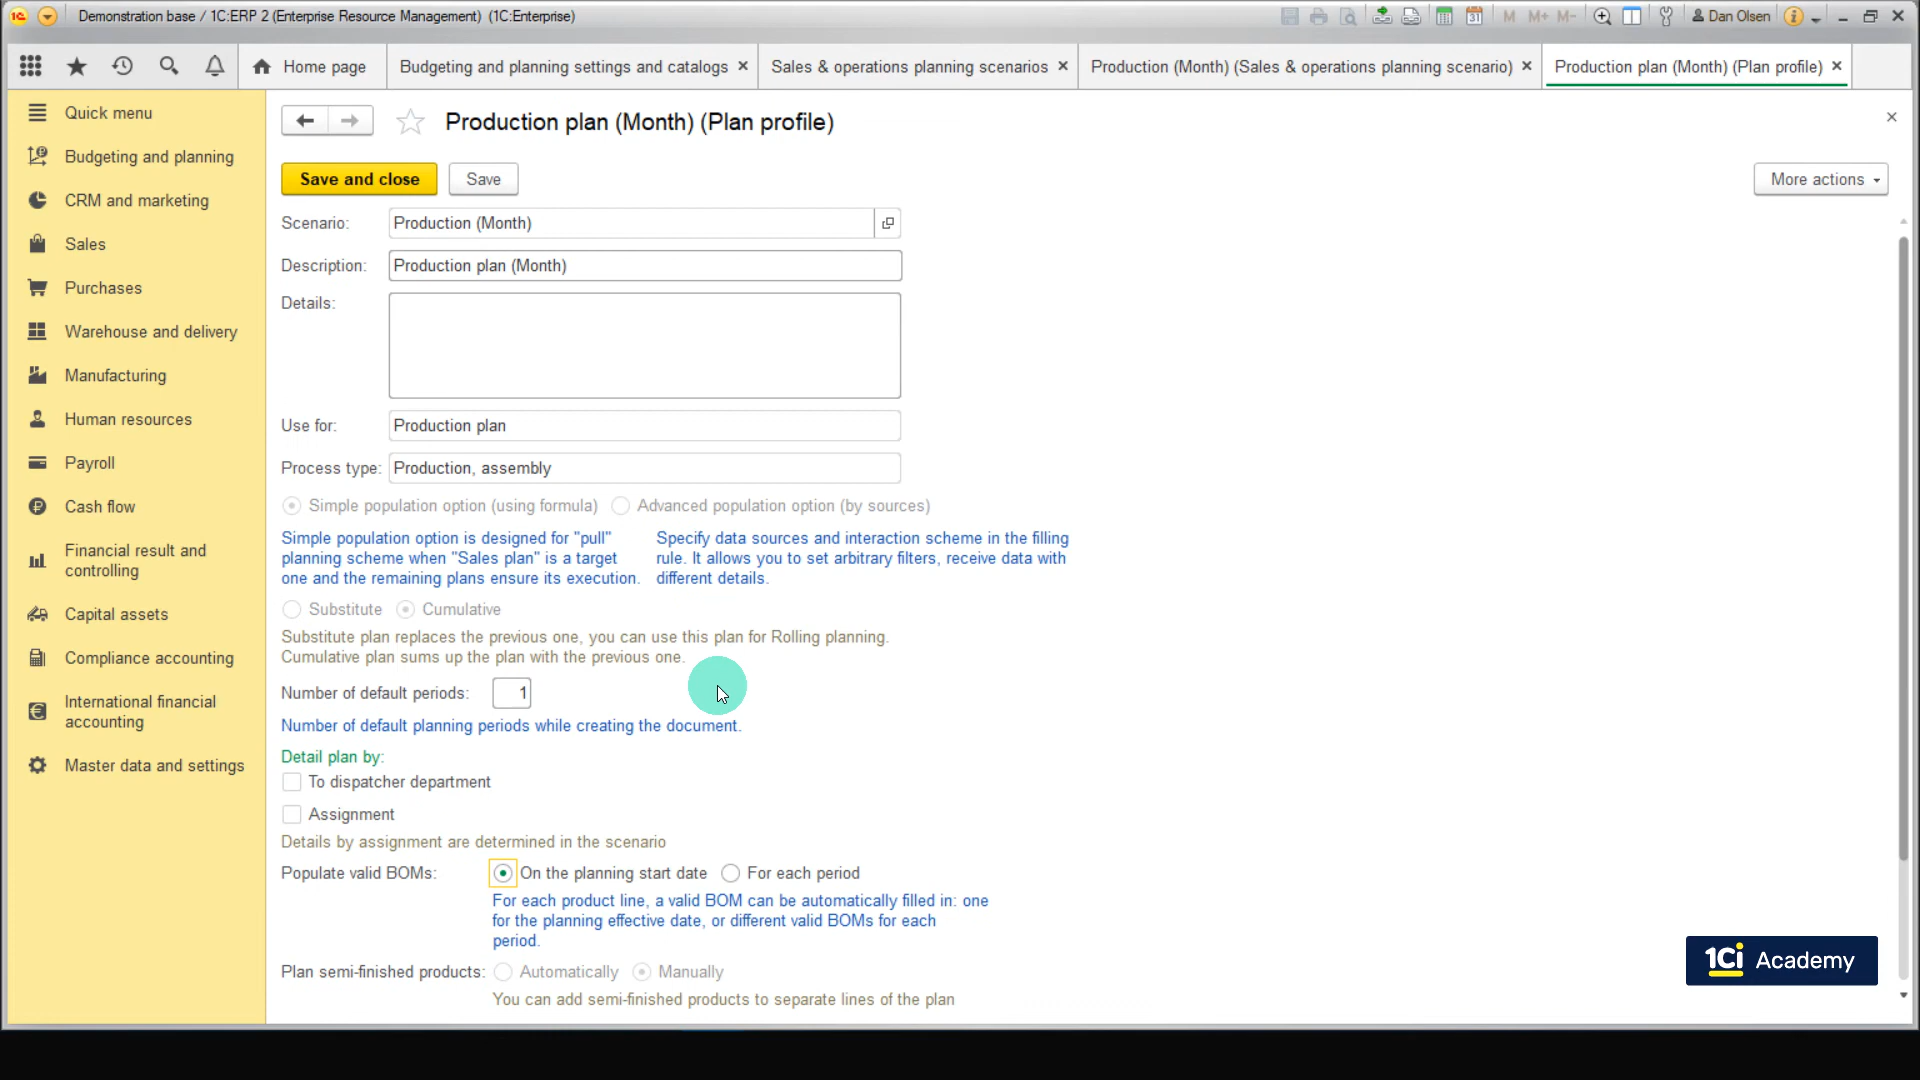 Demonstration base / 1C:ERP 2 (Enterprise Resource Management) (1C:Enterprise)
M M+ M- Dan Olsen
Home page
Budgeting and planning settings and catalogs ×
Sales & operations planning scenarios ×
Production (Month) (Sales & operations planning scenario) ×
Production plan (Month) (Plan profile) ×
Quick menu
Budgeting and planning
CRM and marketing
Sales
Purchases
Warehouse and delivery
Manufacturing
Human resources
Payroll
Cash flow
Financial result and
controlling
Capital assets
Compliance accounting
International financial
accounting
Master data and settings
Production plan (Month) (Plan profile)
Save and close
Save
More actions
Scenario: Production (Month)
Description: Production plan (Month)
Details:
Use for: Production plan
Process type: Production, assembly
Simple population option (using formula) Advanced population option (by sources)
Simple population option is designed for "pull"
planning scheme when "Sales plan" is a target
one and the remaining plans ensure its execution.
Specify data sources and interaction scheme in the filling
rule. It allows you to set arbitrary filters, receive data with
different details.
Substitute Cumulative
Substitute plan replaces the previous one, you can use this plan for Rolling planning.
Cumulative plan sums up the plan with the previous one.
Number of default periods: 1
Number of default planning periods while creating the document.
Detail plan by:
To dispatcher department
Assignment
Details by assignment are determined in the scenario
Populate valid BOMs: On the planning start date For each period
For each product line, a valid BOM can be automatically filled in: one
for the planning effective date, or different valid BOMs for each
period.
Plan semi-finished products: Automatically Manually
You can add semi-finished products to separate lines of the plan
1Ci Academy